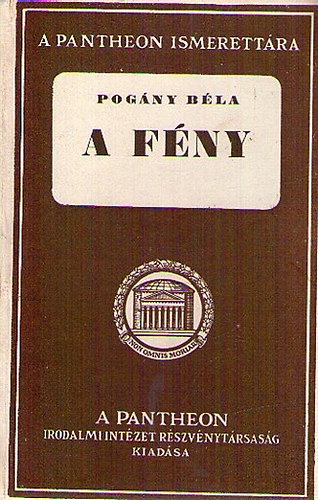 A PANTHEON ISMERETTÁRA
POGÁNY BÉLA
A FÉNY
NON OMNIS MORIAR
A PANTHEON
IRODALMI INTÉZET RÉSZVÉNYTÁRSASÁG
KIADÁSA